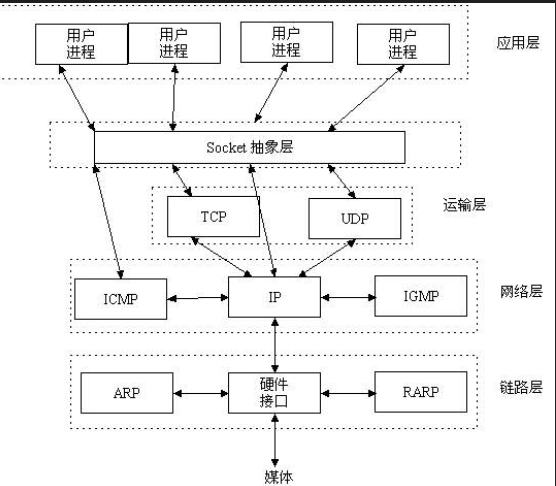 用户
进程
用户
进程
用户
进程
用户
进程
应用层
Socket 抽象层
运输层
TCP
UDP
ICMP
IP
IGMP
网络层
ARP
硬件
接口
RARP
链路层
媒体